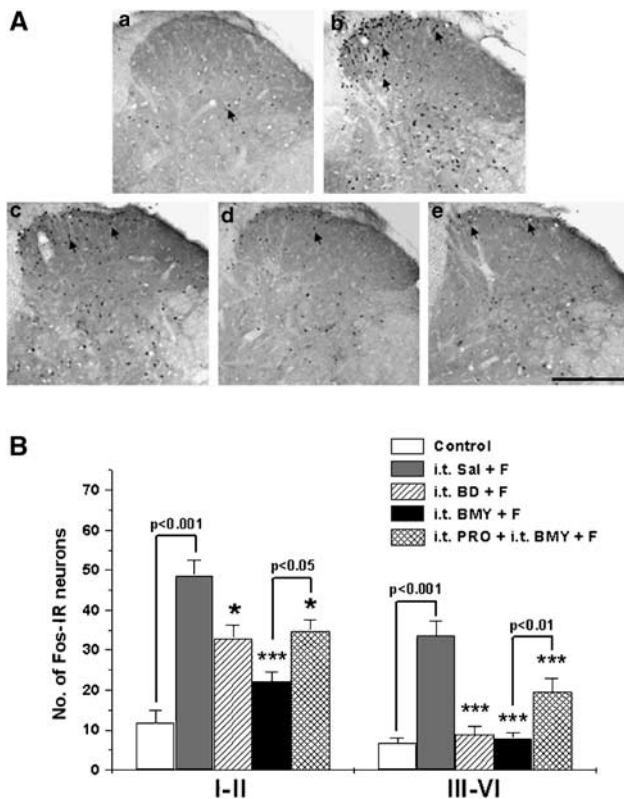 A
a
b
c
d
e
B
Control
i.t. Sal + F
i.t. BD + F
i.t. BMY + F
i.t. PRO + i.t. BMY + F
No. of Fos-IR neurons
70
60
50
40
30
20
10
0
p<0.001
*
***
p<0.05
*
p<0.001
***
***
p<0.01
***
I-II
III-VI